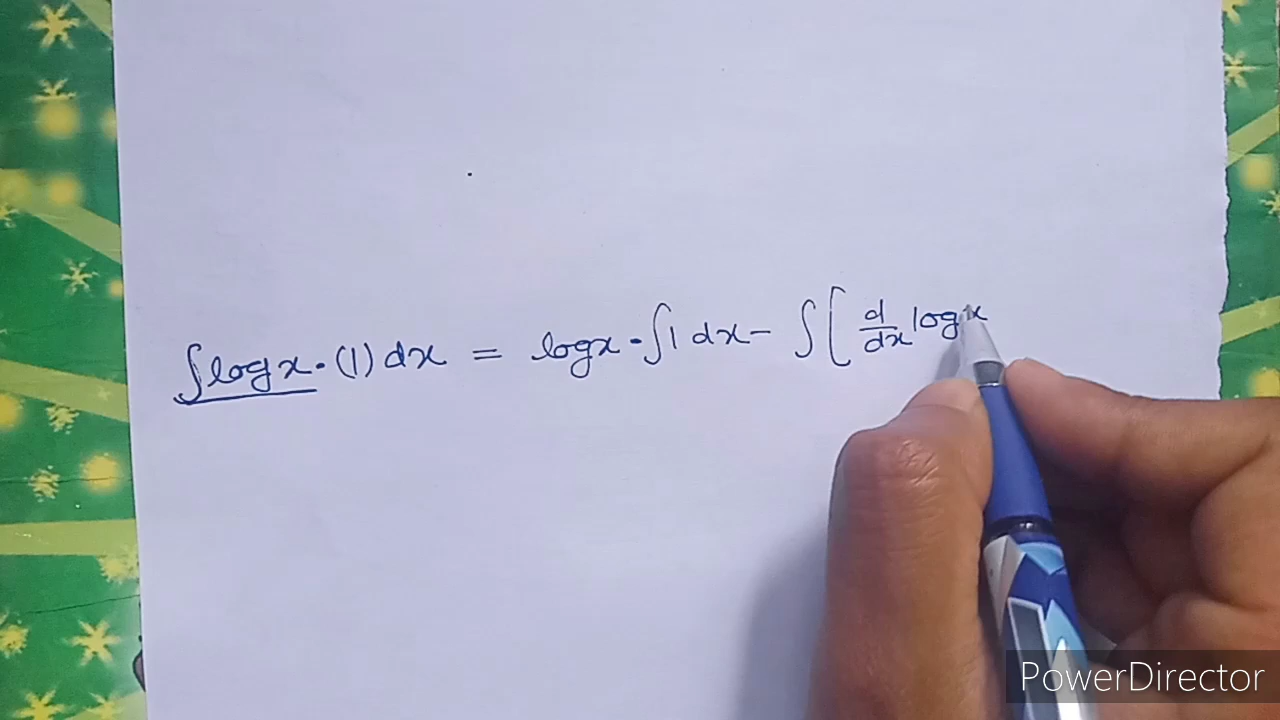 ∫log x · (1) dx = log x · ∫1 dx - ∫[ d/dx log x
PowerDirector